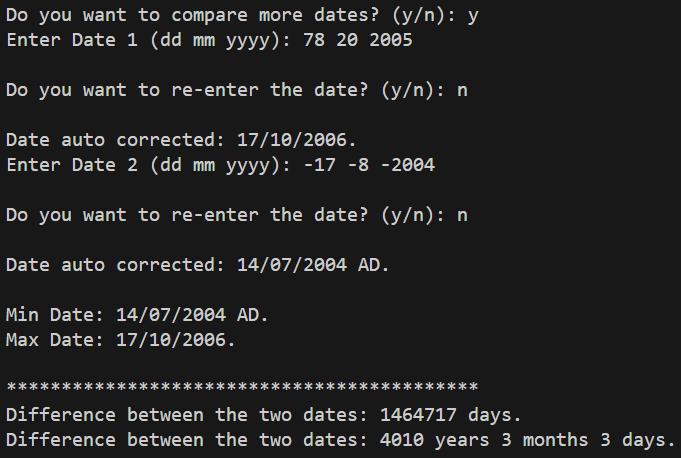 Do you want to compare more dates? (y/n): y
Enter Date 1 (dd mm yyyy): 78 20 2005
Do you want to re-enter the date? (y/n): n
Date auto corrected: 17/10/2006.
Enter Date 2 (dd mm yyyy): -17 -8 -2004
Do you want to re-enter the date? (y/n): n
Date auto corrected: 14/07/2004 AD.
Min Date: 14/07/2004 AD.
Max Date: 17/10/2006.
*******************************************
Difference between the two dates: 1464717 days.
Difference between the two dates: 4010 years 3 months 3 days.